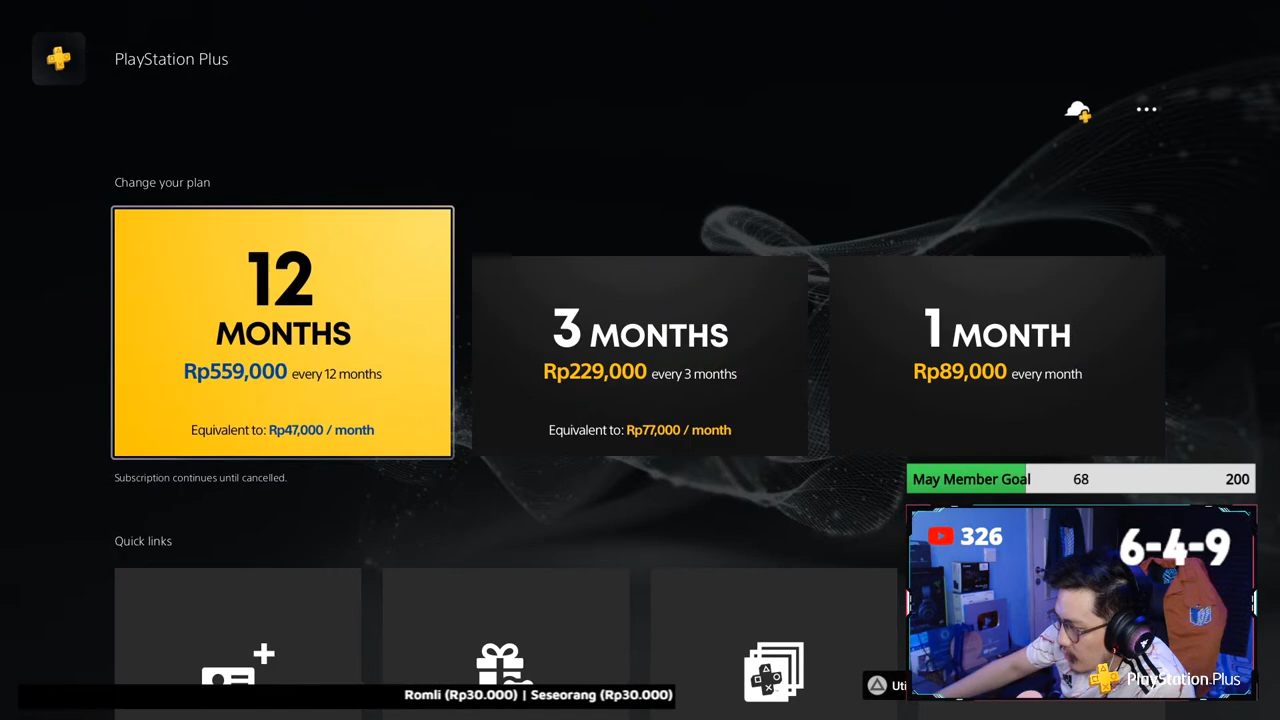 PlayStation Plus
Change your plan
12
MONTHS
Rp559,000 every 12 months
Equivalent to: Rp47,000 / month
3 MONTHS
Rp229,000 every 3 months
Equivalent to: Rp77,000 / month
1 MONTH
Rp89,000 every month
Subscription continues until cancelled.
May Member Goal 68 200
Quick links
326
6-4-9
PlayStation.Plus
Uti
Romli (Rp30.000) | Seseorang (Rp30.000)